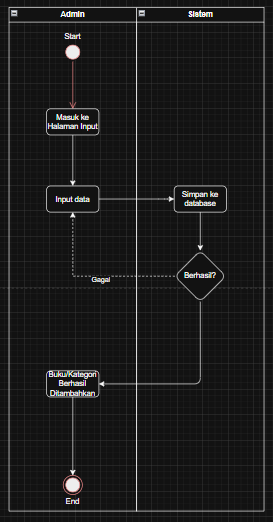 Admin
Sistem
Start
Masuk ke
Halaman Input
Input data
Simpan ke
database
Berhasil?
Gagal
Buku/Kategori
Berhasil
Ditambahkan
End